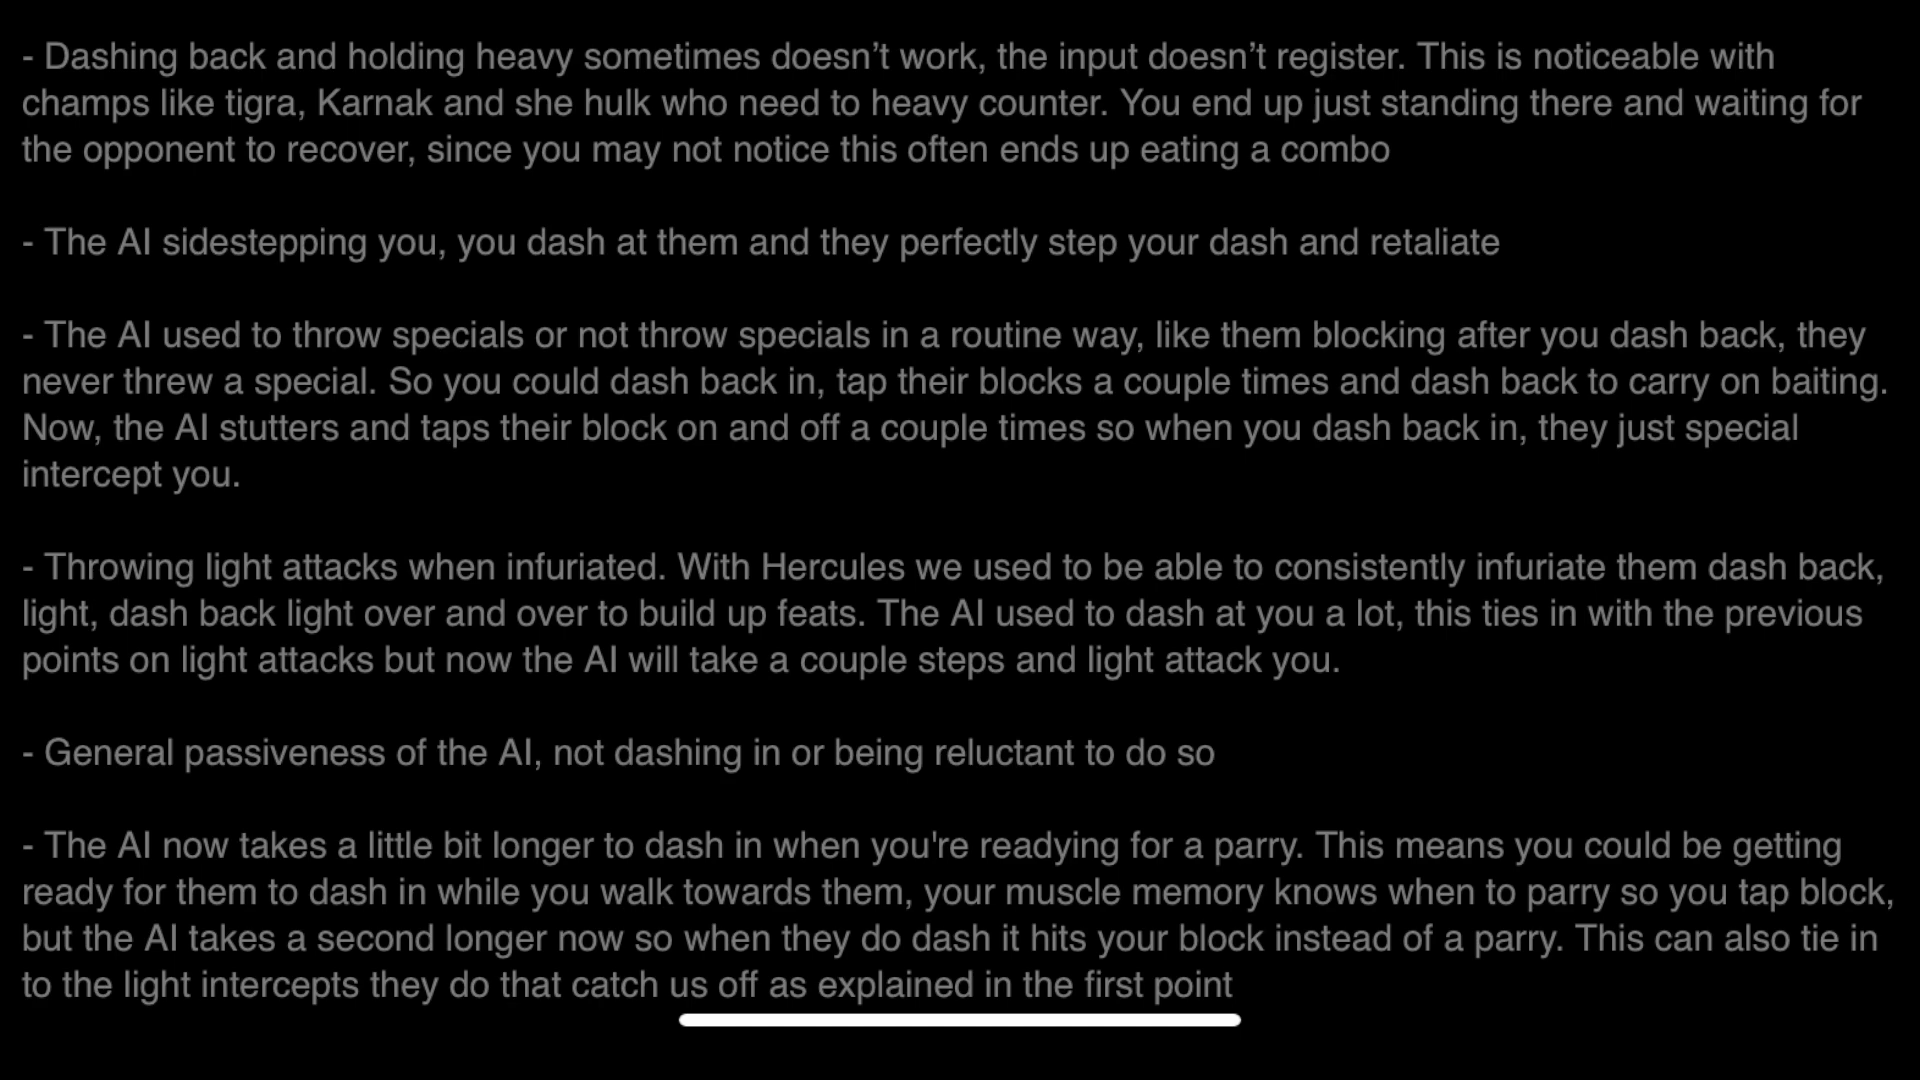 - Dashing back and holding heavy sometimes doesn’t work, the input doesn’t register. This is noticeable with
champs like tigra, Karnak and she hulk who need to heavy counter. You end up just standing there and waiting for
the opponent to recover, since you may not notice this often ends up eating a combo
- The AI sidestepping you, you dash at them and they perfectly step your dash and retaliate
- The AI used to throw specials or not throw specials in a routine way, like them blocking after you dash back, they
never threw a special. So you could dash back in, tap their blocks a couple times and dash back to carry on baiting.
Now, the AI stutters and taps their block on and off a couple times so when you dash back in, they just special
intercept you.
- Throwing light attacks when infuriated. With Hercules we used to be able to consistently infuriate them dash back,
light, dash back light over and over to build up feats. The AI used to dash at you a lot, this ties in with the previous
points on light attacks but now the AI will take a couple steps and light attack you.
- General passiveness of the AI, not dashing in or being reluctant to do so
- The AI now takes a little bit longer to dash in when you're readying for a parry. This means you could be getting
ready for them to dash in while you walk towards them, your muscle memory knows when to parry so you tap block,
but the AI takes a second longer now so when they do dash it hits your block instead of a parry. This can also tie in
to the light intercepts they do that catch us off as explained in the first point